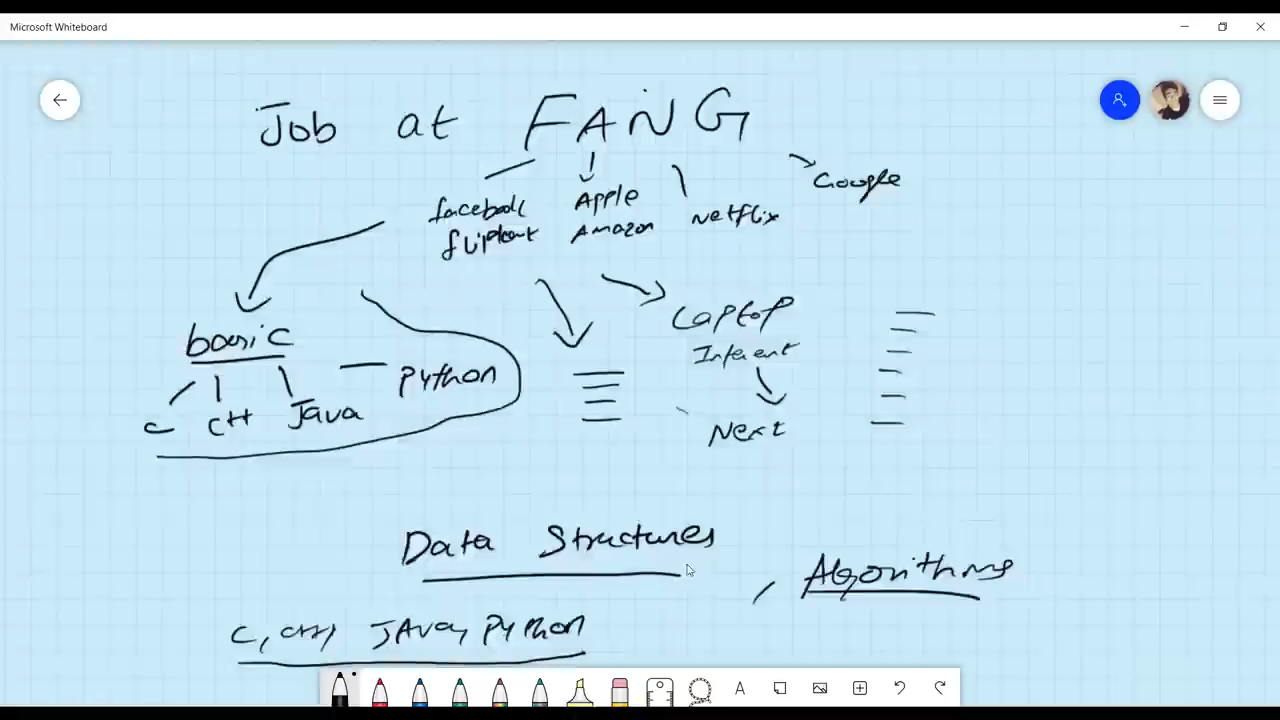 Microsoft Whiteboard
Job at FANG
facebook Apple Netflix Google
flipkart Amazon
basic
C C++ Java Python
Laptop
Internet
Next
Data Structures, Algorithms
C, C++, JAVA, Python
A